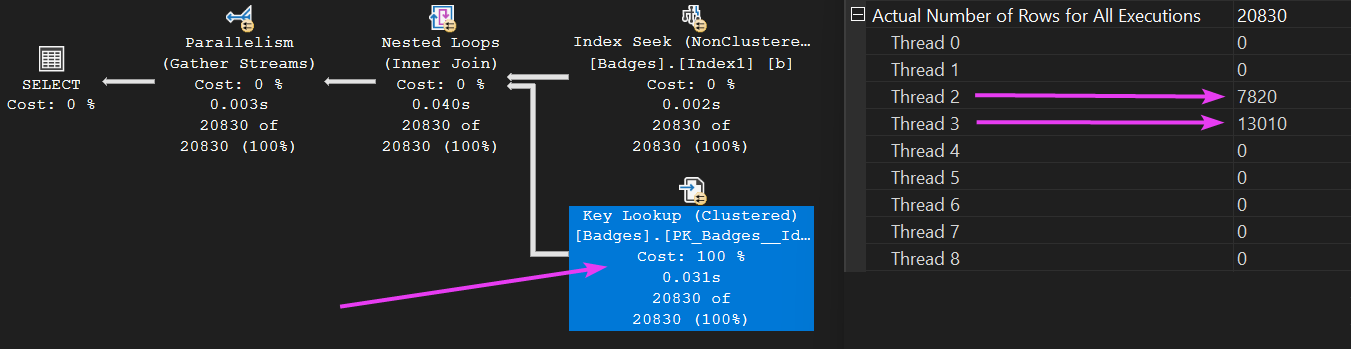 SELECT
Cost: 0 %
Parallelism
(Gather Streams)
Cost: 0 %
0.003s
20830 of
20830 (100%)
Nested Loops
(Inner Join)
Cost: 0 %
0.040s
20830 of
20830 (100%)
Index Seek (NonClustere…
[Badges].[Index1] [b]
Cost: 0 %
0.002s
20830 of
20830 (100%)
Key Lookup (Clustered)
[Badges].[PK_Badges__Id…
Cost: 100 %
0.031s
20830 of
20830 (100%)
Actual Number of Rows for All Executions 20830
Thread 0 0
Thread 1 0
Thread 2 7820
Thread 3 13010
Thread 4 0
Thread 5 0
Thread 6 0
Thread 7 0
Thread 8 0